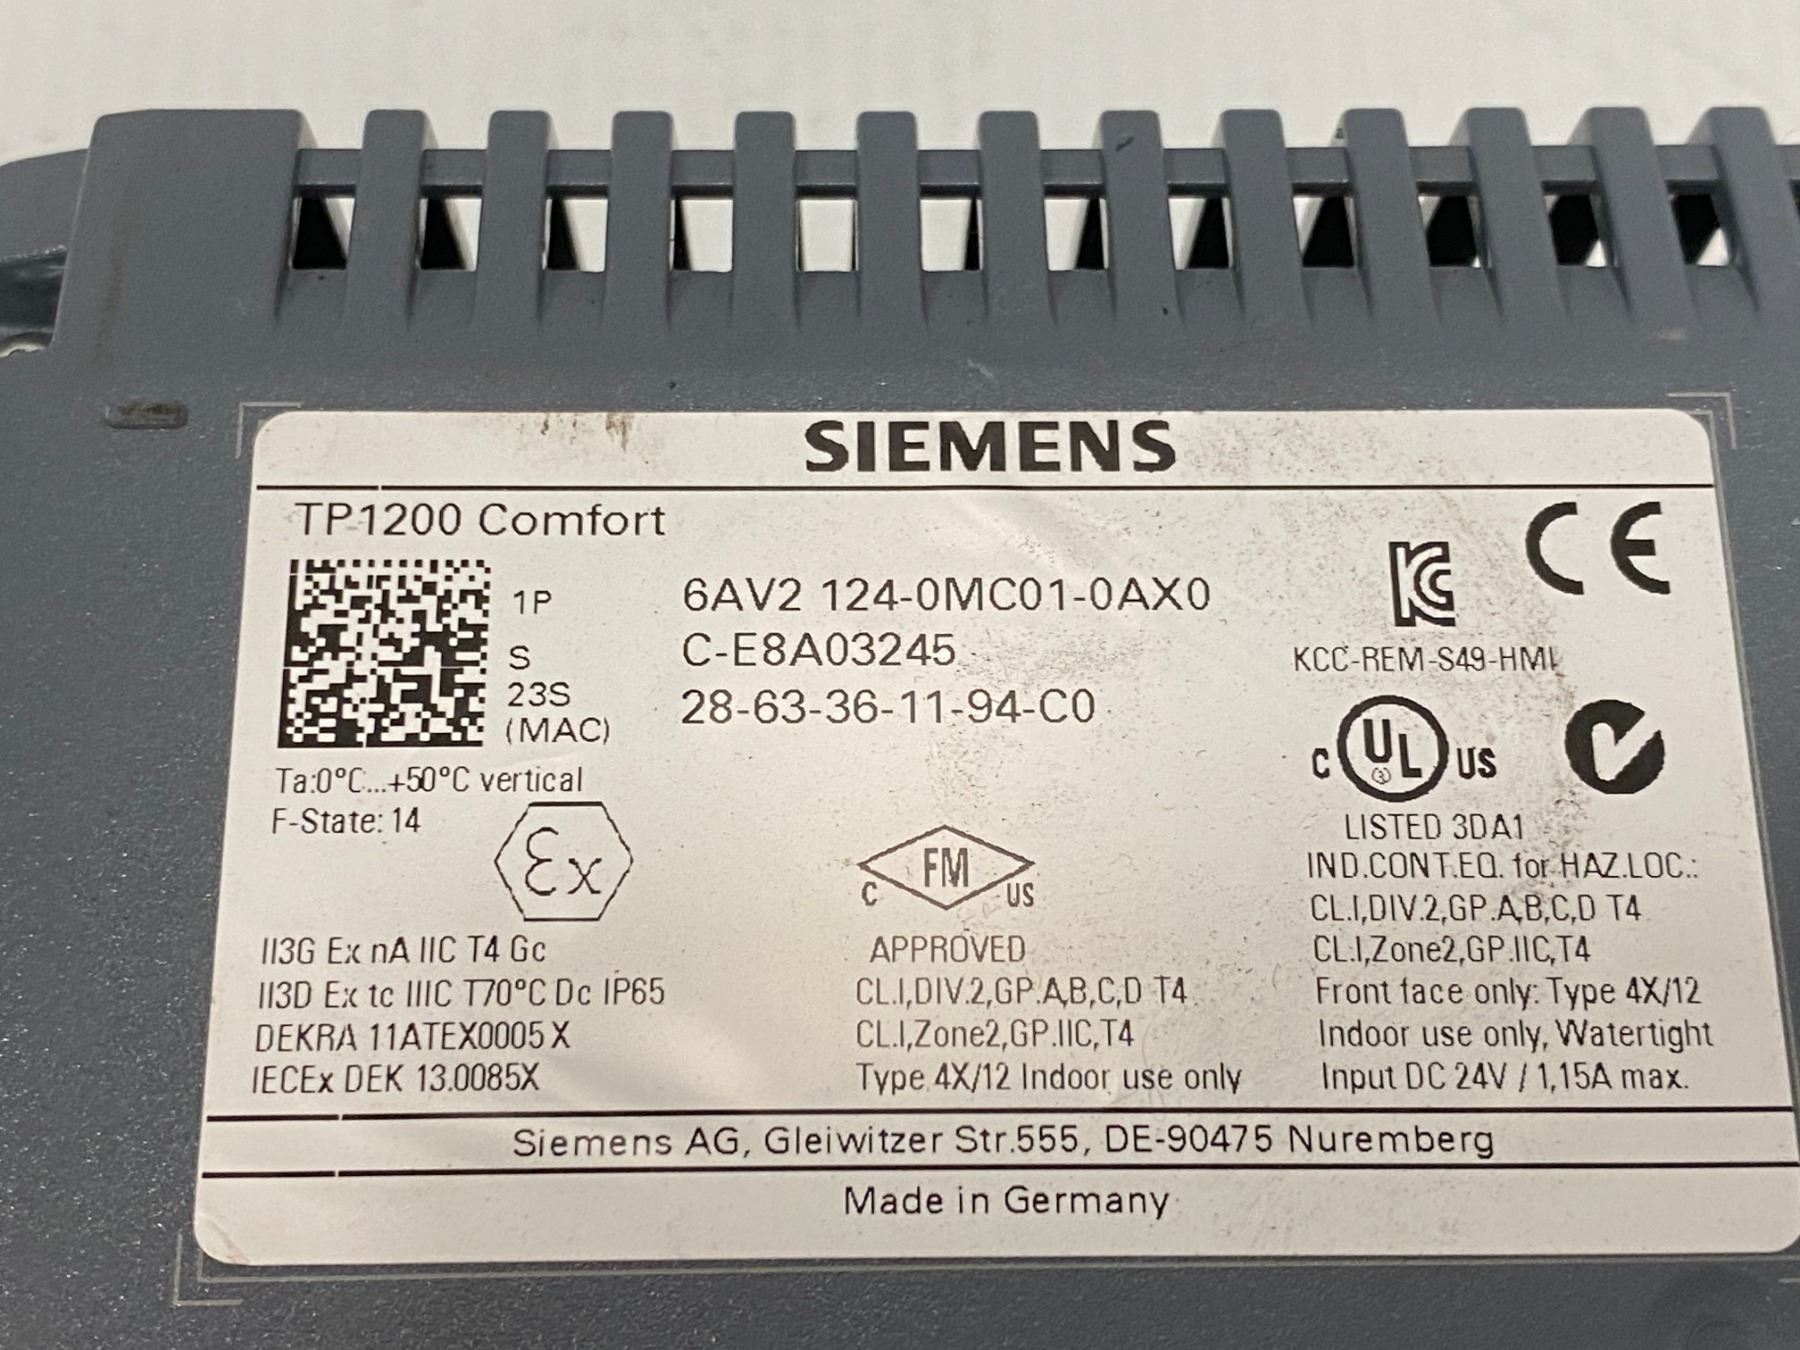 SIEMENS
TP1200 Comfort
1P 6AV2 124-0MC01-0AX0
S C-E8A03245
23S 28-63-36-11-94-C0
(MAC)
CE
KC
KCC-REM-S49-HMI
Ta:0°C...+50°C vertical
F-State: 14
C UL US
LISTED 3DA1
IND.CONT.EQ. for HAZ.LOC.:
CL.I,DIV.2,GP.A,B,C,D T4
CL.I,Zone2,GP.IIC,T4
Front face only: Type 4X/12
Indoor use only, Watertight
Input DC 24V / 1,15A max.
Ex
II3G Ex nA IIC T4 Gc
II3D Ex tc IIIC T70°C Dc IP65
DEKRA 11ATEX0005 X
IECEx DEK 13.0085X
C FM US
APPROVED
CL.I,DIV.2,GP.A,B,C,D T4
CL.I,Zone2,GP.IIC,T4
Type 4X/12 Indoor use only
Siemens AG, Gleiwitzer Str.555, DE-90475 Nuremberg
Made in Germany